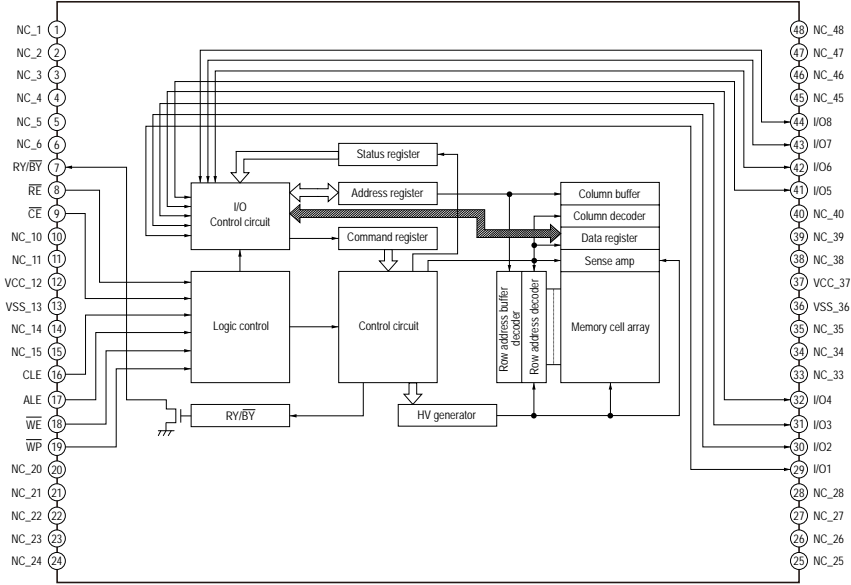 NC_1 1
NC_2 2
NC_3 3
NC_4 4
NC_5 5
NC_6 6
RY/B̅Y̅ 7
R̅E̅ 8
C̅E̅ 9
NC_10 10
NC_11 11
VCC_12 12
VSS_13 13
NC_14 14
NC_15 15
CLE 16
ALE 17
W̅E̅ 18
W̅P̅ 19
NC_20 20
NC_21 21
NC_22 22
NC_23 23
NC_24 24
Status register
I/O
Control circuit
Address register
Command register
Logic control
Control circuit
RY/B̅Y̅
HV generator
Column buffer
Column decoder
Data register
Sense amp
Row address buffer
decoder
Row address decoder
Memory cell array
48 NC_48
47 NC_47
46 NC_46
45 NC_45
44 I/O8
43 I/O7
42 I/O6
41 I/O5
40 NC_40
39 NC_39
38 NC_38
37 VCC_37
36 VSS_36
35 NC_35
34 NC_34
33 NC_33
32 I/O4
31 I/O3
30 I/O2
29 I/O1
28 NC_28
27 NC_27
26 NC_26
25 NC_25